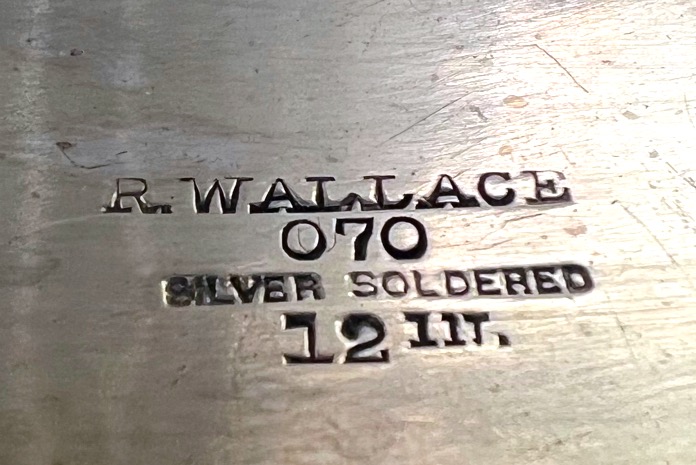 R. WALLACE
070
SILVER SOLDERED
12 IN.